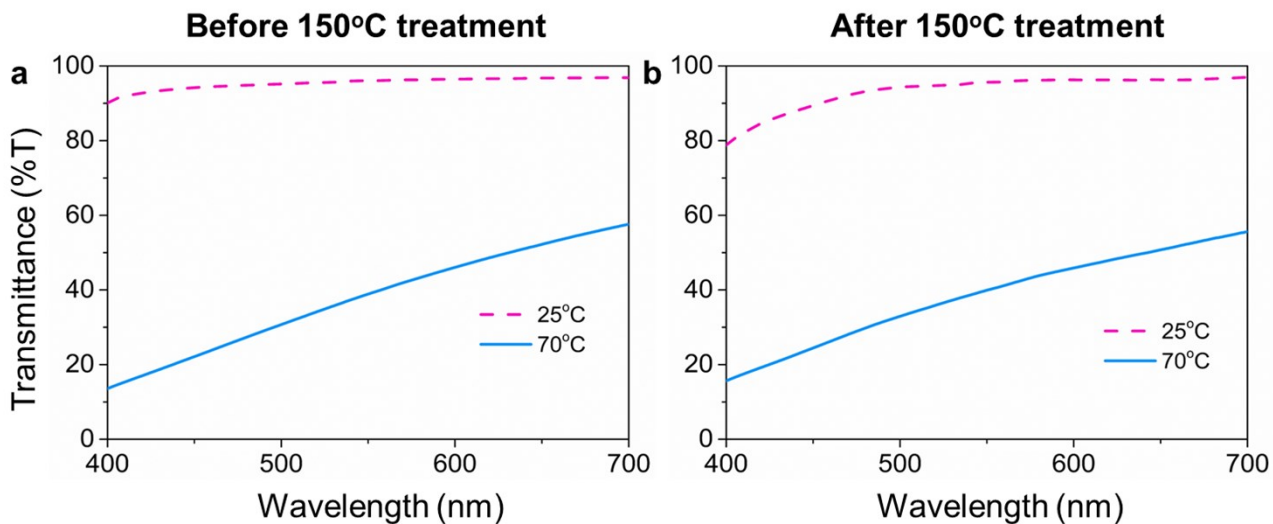 Before 150°C treatment
After 150°C treatment
a
b
Transmittance (%T)
100
80
60
40
20
0
25°C
70°C
400
500
600
700
Wavelength (nm)
100
80
60
40
20
0
25°C
70°C
400
500
600
700
Wavelength (nm)